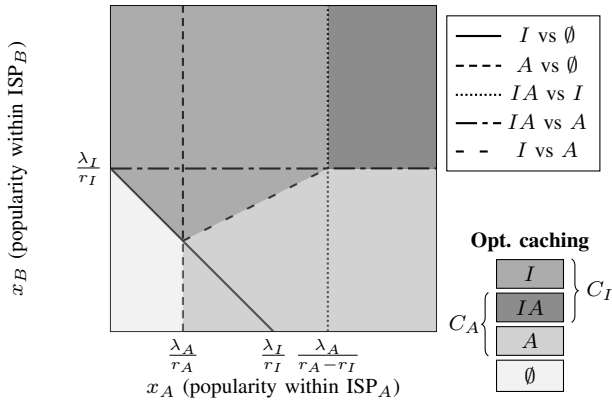 I vs ∅
A vs ∅
IA vs I
IA vs A
I vs A
x_B (popularity within ISP_B)
λ_I/r_I
λ_A/r_A
λ_I/r_I
λ_A/(r_A−r_I)
x_A (popularity within ISP_A)
Opt. caching
I
IA
A
∅
C_I
C_A